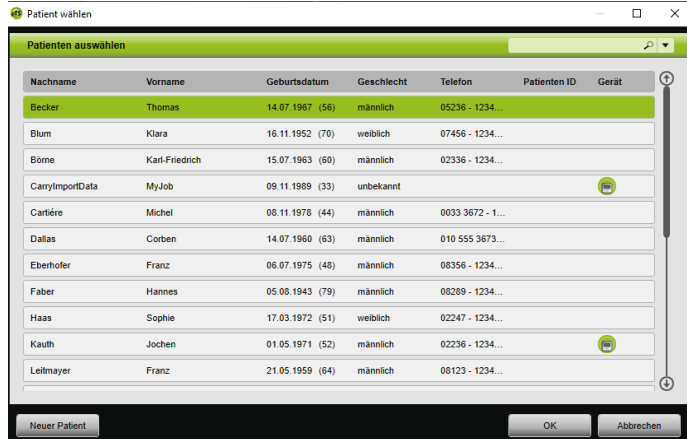 Patient wählen
Patienten auswählen
Nachname Vorname Geburtsdatum Geschlecht Telefon Patienten ID Gerät
Becker Thomas 14.07.1967 (56) männlich 05236 - 1234...
Blum Klara 16.11.1952 (70) weiblich 07456 - 1234...
Börne Karl-Friedrich 15.07.1963 (60) männlich 02336 - 1234...
CarryImportData MyJob 09.11.1989 (33) unbekannt
Cartiére Michel 08.11.1978 (44) männlich 0033 3672 - 1...
Dallas Corben 14.07.1960 (63) männlich 010 555 3673...
Eberhofer Franz 06.07.1975 (48) männlich 08356 - 1234...
Faber Hannes 05.08.1943 (79) männlich 08289 - 1234...
Haas Sophie 17.03.1972 (51) weiblich 02247 - 1234...
Kauth Jochen 01.05.1971 (52) männlich 02236 - 1234...
Leitmayer Franz 21.05.1959 (64) männlich 08123 - 1234...
Neuer Patient OK Abbrechen